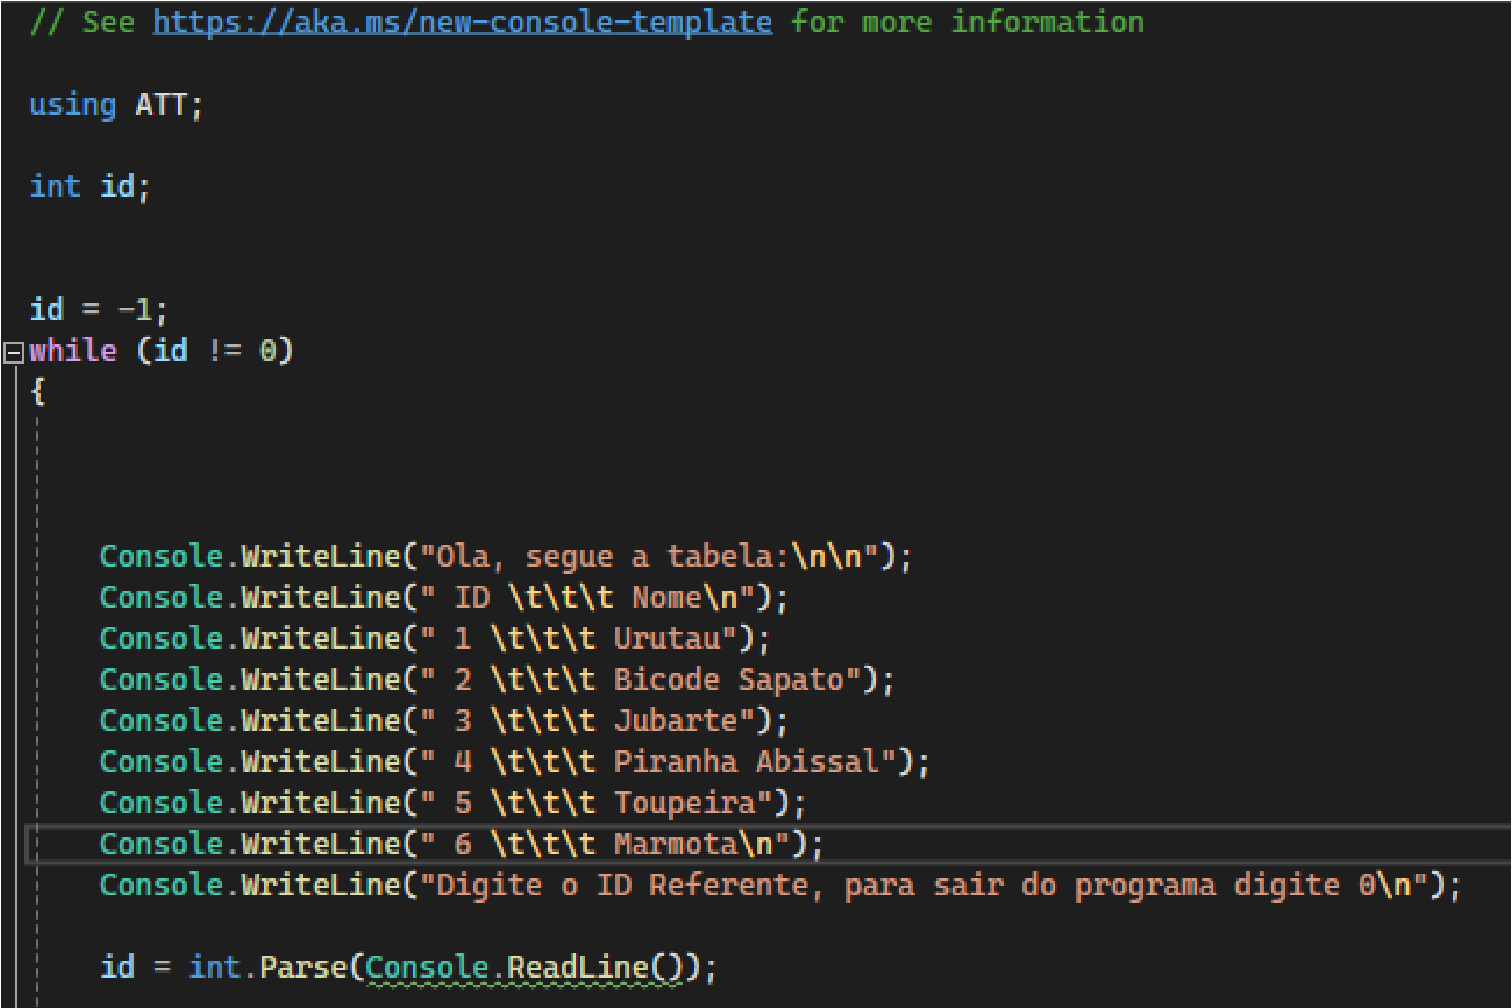 // See https://aka.ms/new-console-template for more information
using ATT;
int id;
id = -1;
while (id != 0)
{
Console.WriteLine("Ola, segue a tabela:\n\n");
Console.WriteLine(" ID \t\t\t Nome\n");
Console.WriteLine(" 1 \t\t\t Urutau");
Console.WriteLine(" 2 \t\t\t Bicode Sapato");
Console.WriteLine(" 3 \t\t\t Jubarte");
Console.WriteLine(" 4 \t\t\t Piranha Abissal");
Console.WriteLine(" 5 \t\t\t Toupeira");
Console.WriteLine(" 6 \t\t\t Marmota\n");
Console.WriteLine("Digite o ID Referente, para sair do programa digite 0\n");
id = int.Parse(Console.ReadLine());